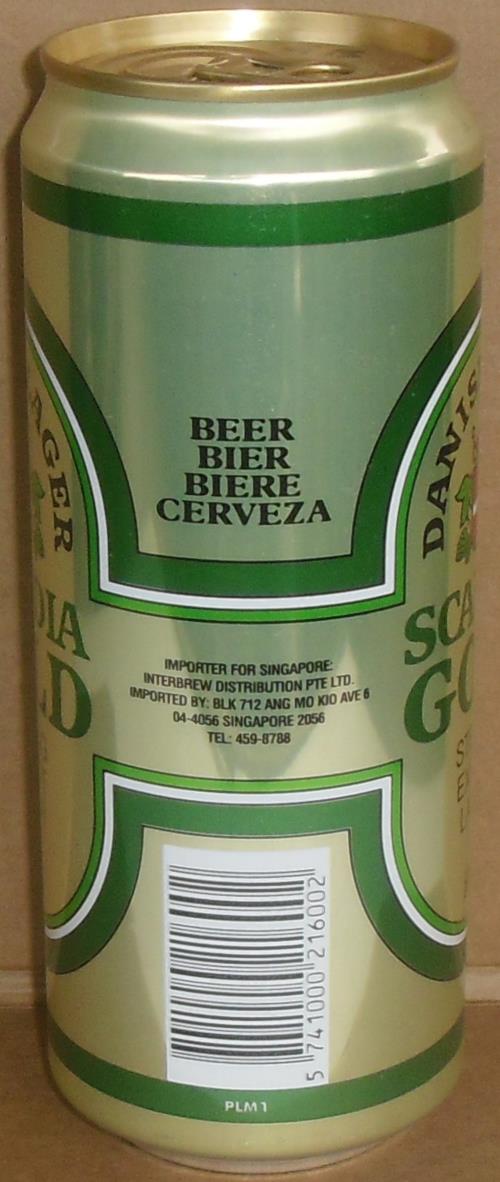 BEER
BIER
BIERE
CERVEZA
AGER
DIA
LD
DANIS
SCA
GO
IMPORTER FOR SINGAPORE:
INTERBREW DISTRIBUTION PTE LTD.
IMPORTED BY: BLK 712 ANG MO KIO AVE 6
04-4056 SINGAPORE 2056
TEL: 459-8788
5 741000 216002
PLM1